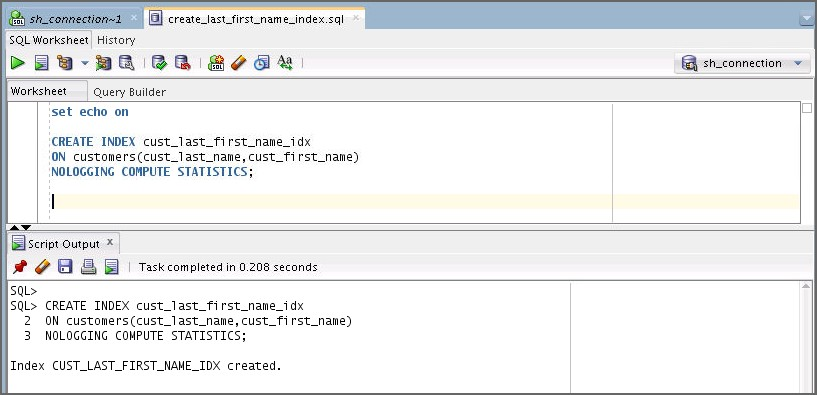 sh_connection~1 create_last_first_name_index.sql
SQL Worksheet History
sh_connection
Worksheet Query Builder
set echo on
CREATE INDEX cust_last_first_name_idx
ON customers(cust_last_name,cust_first_name)
NOLOGGING COMPUTE STATISTICS;
Script Output x
Task completed in 0.208 seconds
SQL>
SQL> CREATE INDEX cust_last_first_name_idx
2 ON customers(cust_last_name,cust_first_name)
3 NOLOGGING COMPUTE STATISTICS;
Index CUST_LAST_FIRST_NAME_IDX created.